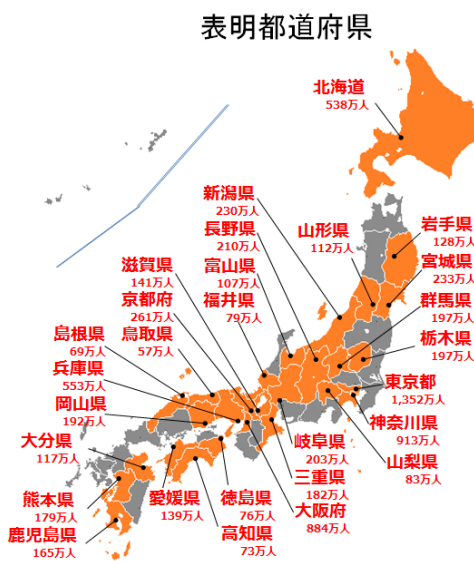 表明都道府県
北海道
538万人
新潟県
230万人
長野県
210万人
山形県
112万人
岩手県
128万人
宮城県
233万人
滋賀県
141万人
富山県
107万人
京都府
261万人
福井県
79万人
群馬県
197万人
島根県
69万人
鳥取県
57万人
栃木県
197万人
兵庫県
553万人
東京都
1,352万人
岡山県
192万人
神奈川県
913万人
大分県
117万人
岐阜県
203万人
山梨県
83万人
三重県
182万人
熊本県
179万人
愛媛県
139万人
徳島県
76万人
大阪府
884万人
鹿児島県
165万人
高知県
73万人